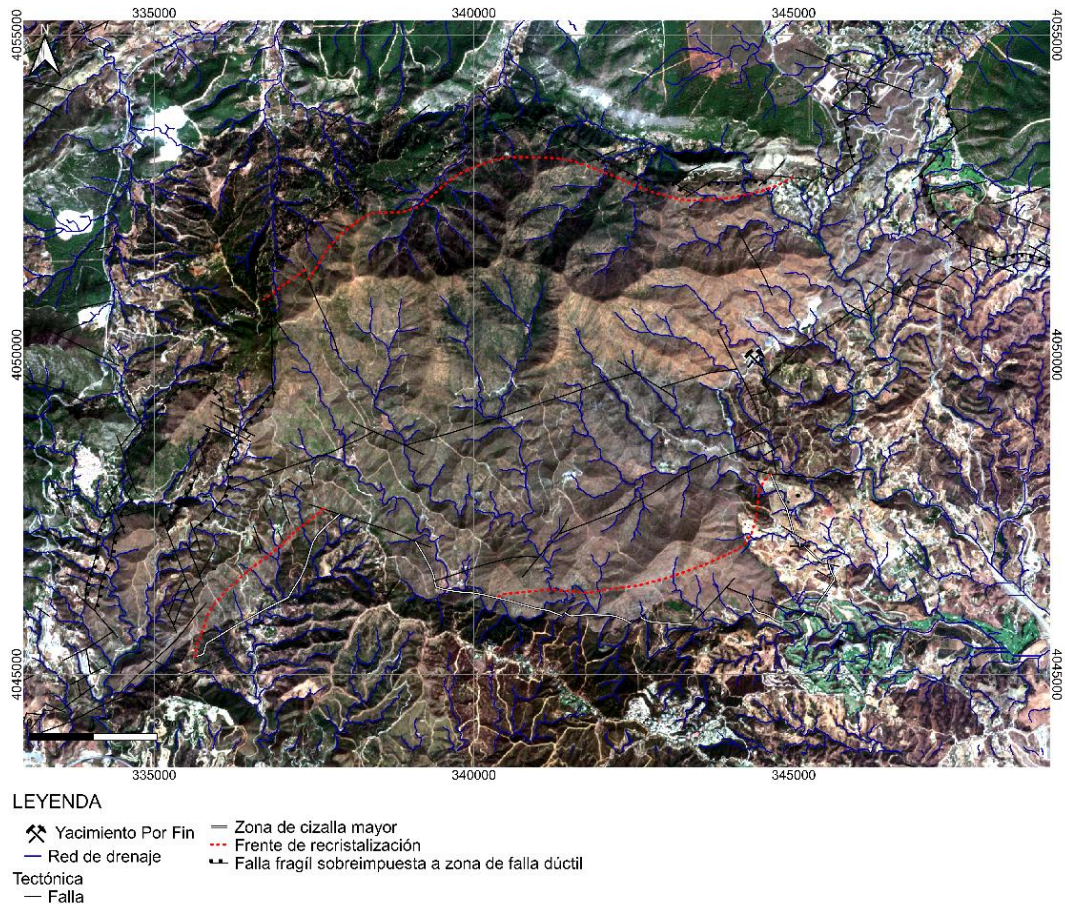 335000 340000 345000
4055000 4055000
N
4050000 4050000
4045000 4045000
335000 340000 345000
LEYENDA
Yacimiento Por Fin
Red de drenaje
Tectónica
Falla
Zona de cizalla mayor
Frente de recristalización
Falla fragíl sobreimpuesta a zona de falla dúctil